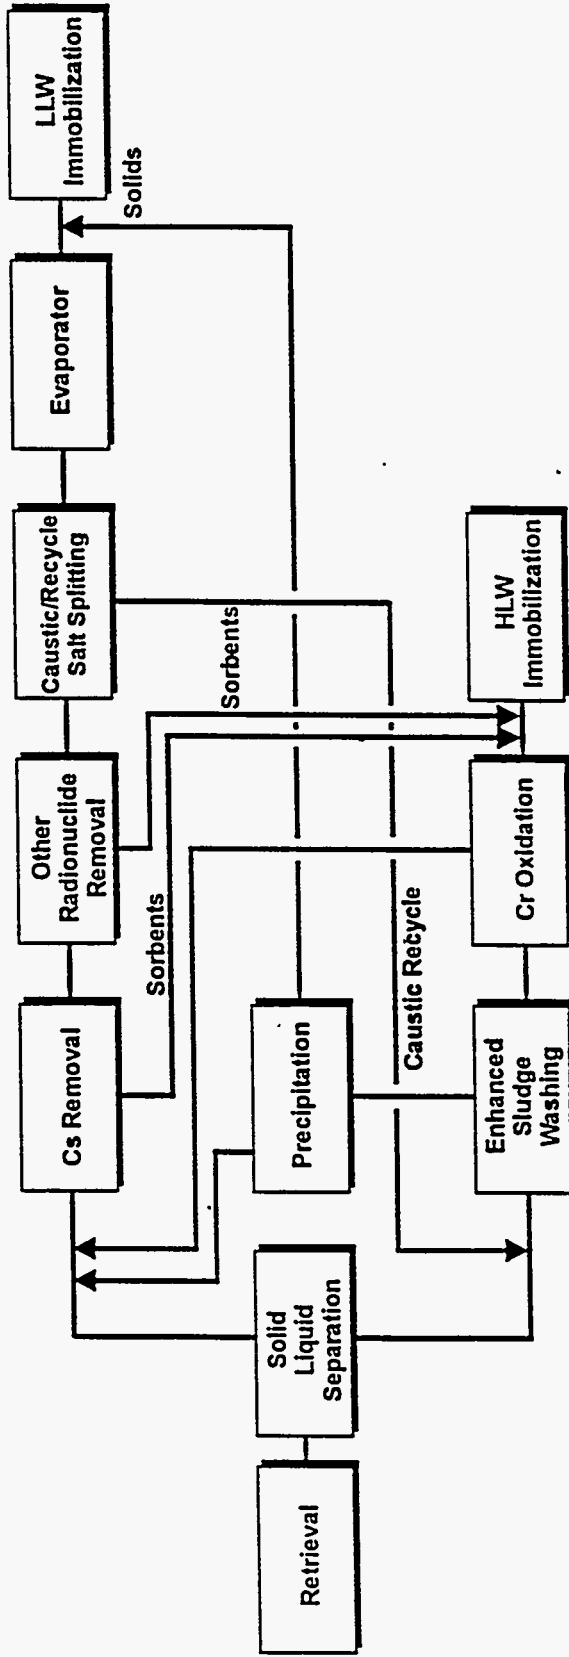 Retrieval
Solid
Liquid
Separation
Cs Removal
Sorbents
Other
Radionuclide
Removal
Sorbents
Caustic/Recycle
Salt Splitting
Evaporator
Solids
LLW
Immobilization
Precipitation
Caustic Recycle
Enhanced
Sludge
Washing
Cr Oxidation
HLW
Immobilization